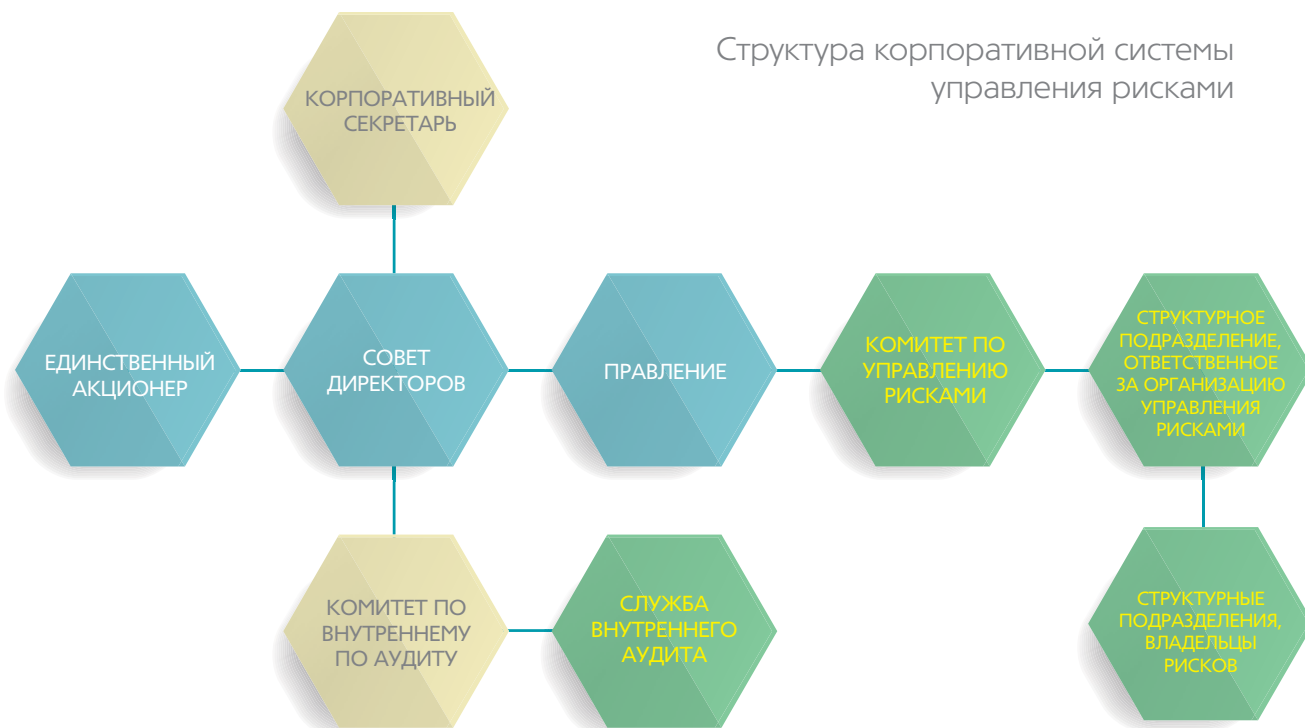 Структура корпоративной системы
управления рисками
КОРПОРАТИВНЫЙ
СЕКРЕТАРЬ
ЕДИНСТВЕННЫЙ
АКЦИОНЕР
СОВЕТ
ДИРЕКТОРОВ
ПРАВЛЕНИЕ
КОМИТЕТ ПО
УПРАВЛЕНИЮ
РИСКАМИ
СТРУКТУРНОЕ
ПОДРАЗДЕЛЕНИЕ,
ОТВЕТСТВЕННОЕ
ЗА ОРГАНИЗАЦИЮ
УПРАВЛЕНИЯ
РИСКАМИ
КОМИТЕТ ПО
ВНУТРЕННЕМУ
ПО АУДИТУ
СЛУЖБА
ВНУТРЕННЕГО
АУДИТА
СТРУКТУРНЫЕ
ПОДРАЗДЕЛЕНИЯ,
ВЛАДЕЛЬЦЫ
РИСКОВ